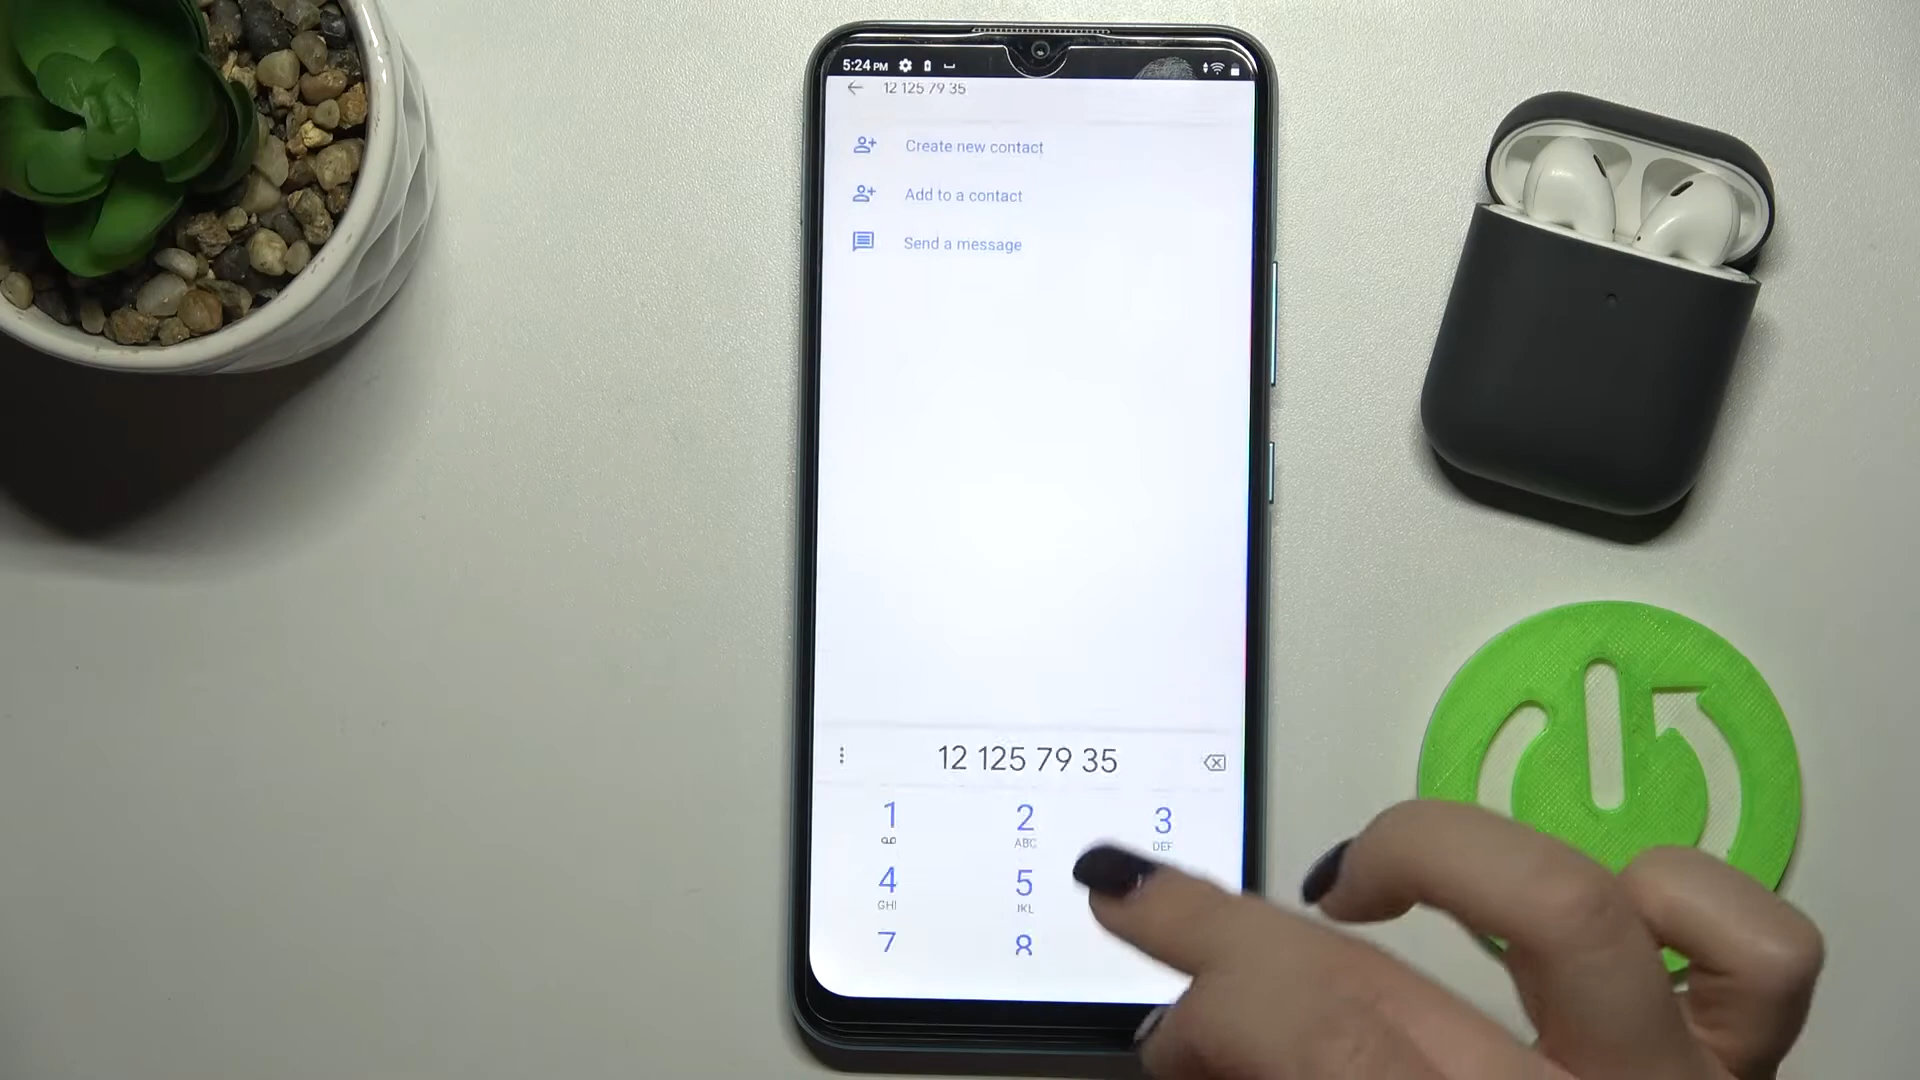 5:24 PM
12 125 79 35
Create new contact
Add to a contact
Send a message
12 125 79 35
1 2 3
ABC DEF
4 5
GHI JKL
7 8